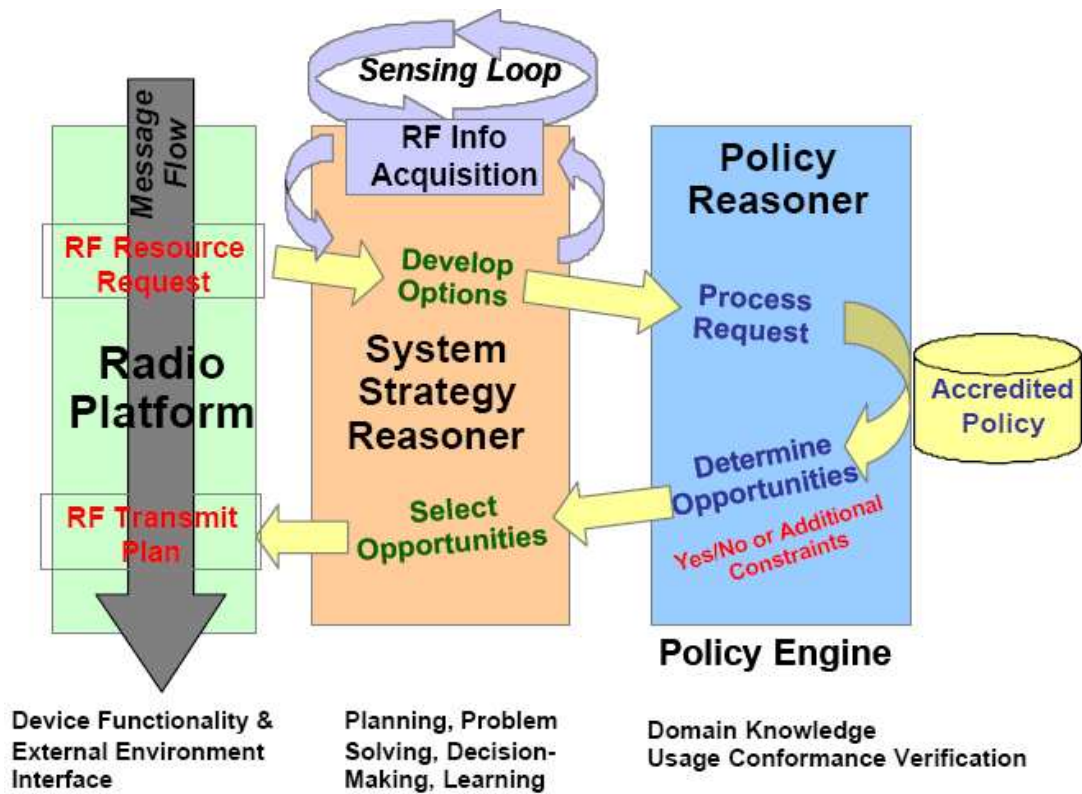 Sensing Loop
Message
Flow
RF Info
Acquisition
Policy
Reasoner
RF Resource
Request
Develop
Options
Process
Request
Radio
Platform
System
Strategy
Reasoner
Accredited
Policy
Determine
Opportunities
RF Transmit
Plan
Select
Opportunities
Yes/No or Additional
Constraints
Policy Engine
Device Functionality &
External Environment
Interface
Planning, Problem
Solving, Decision-
Making, Learning
Domain Knowledge
Usage Conformance Verification